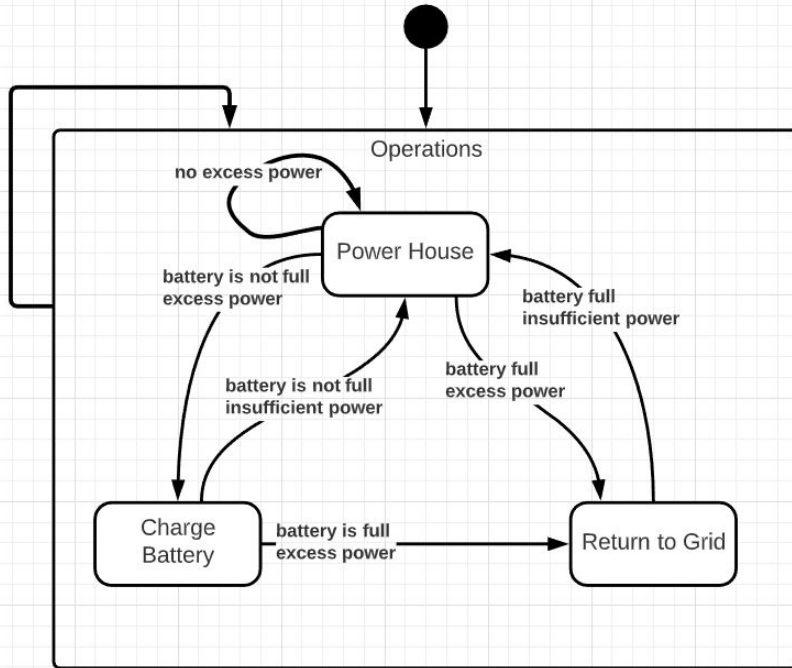 Operations
no excess power
Power House
battery is not full
excess power
battery full
insufficient power
battery full
excess power
battery is not full
insufficient power
Charge
Battery
battery is full
excess power
Return to Grid